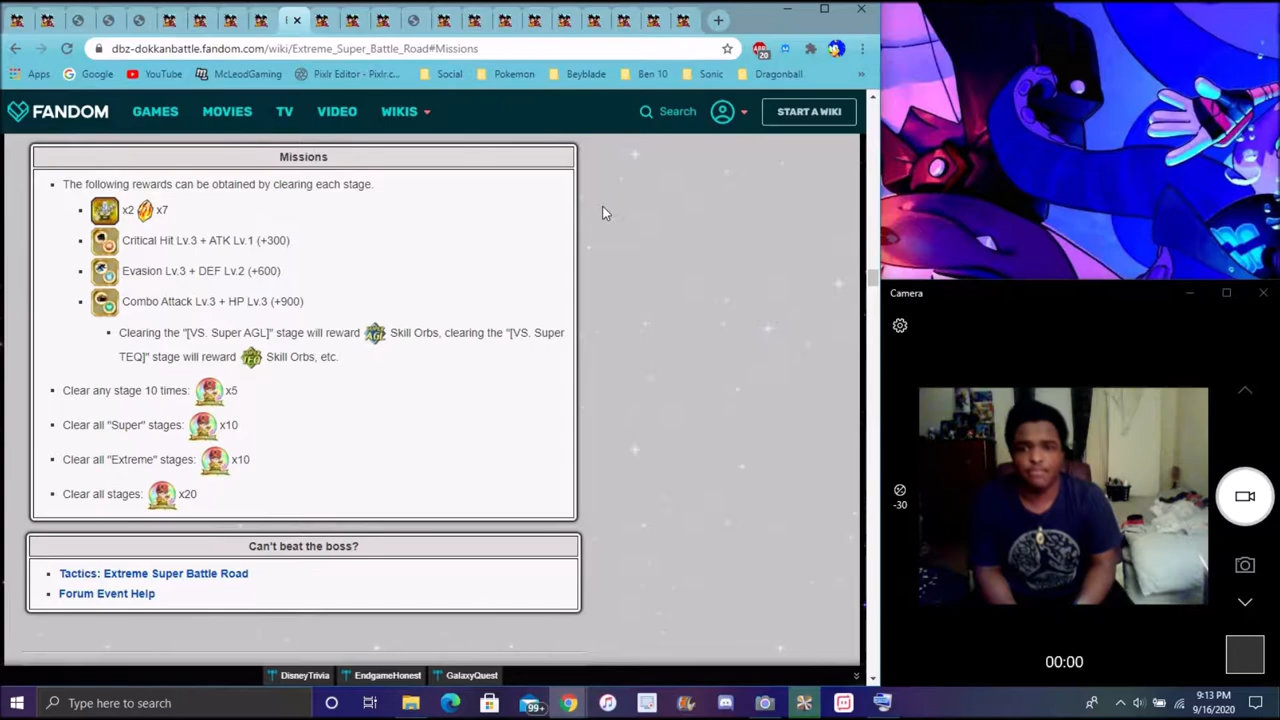 dbz-dokkanbattle.fandom.com/wiki/Extreme_Super_Battle_Road#Missions
Apps Google YouTube McLeodGaming Pixlr Editor - Pixlr.c... Social Pokemon Beyblade Ben 10 Sonic Dragonball »
FANDOM GAMES MOVIES TV VIDEO WIKIS Search START A WIKI
Missions
The following rewards can be obtained by clearing each stage.
x2 x7
Critical Hit Lv.3 + ATK Lv.1 (+300)
Evasion Lv.3 + DEF Lv.2 (+600)
Combo Attack Lv.3 + HP Lv.3 (+900)
Clearing the "[VS. Super AGL]" stage will reward AGL Skill Orbs, clearing the "[VS. Super
TEQ]" stage will reward TEQ Skill Orbs, etc.
Clear any stage 10 times: x5
Clear all "Super" stages: x10
Clear all "Extreme" stages: x10
Clear all stages: x20
Can't beat the boss?
Tactics: Extreme Super Battle Road
Forum Event Help
DisneyTrivia EndgameHonest GalaxyQuest
Camera
-30
00:00
Type here to search
99+
9:13 PM
9/16/2020